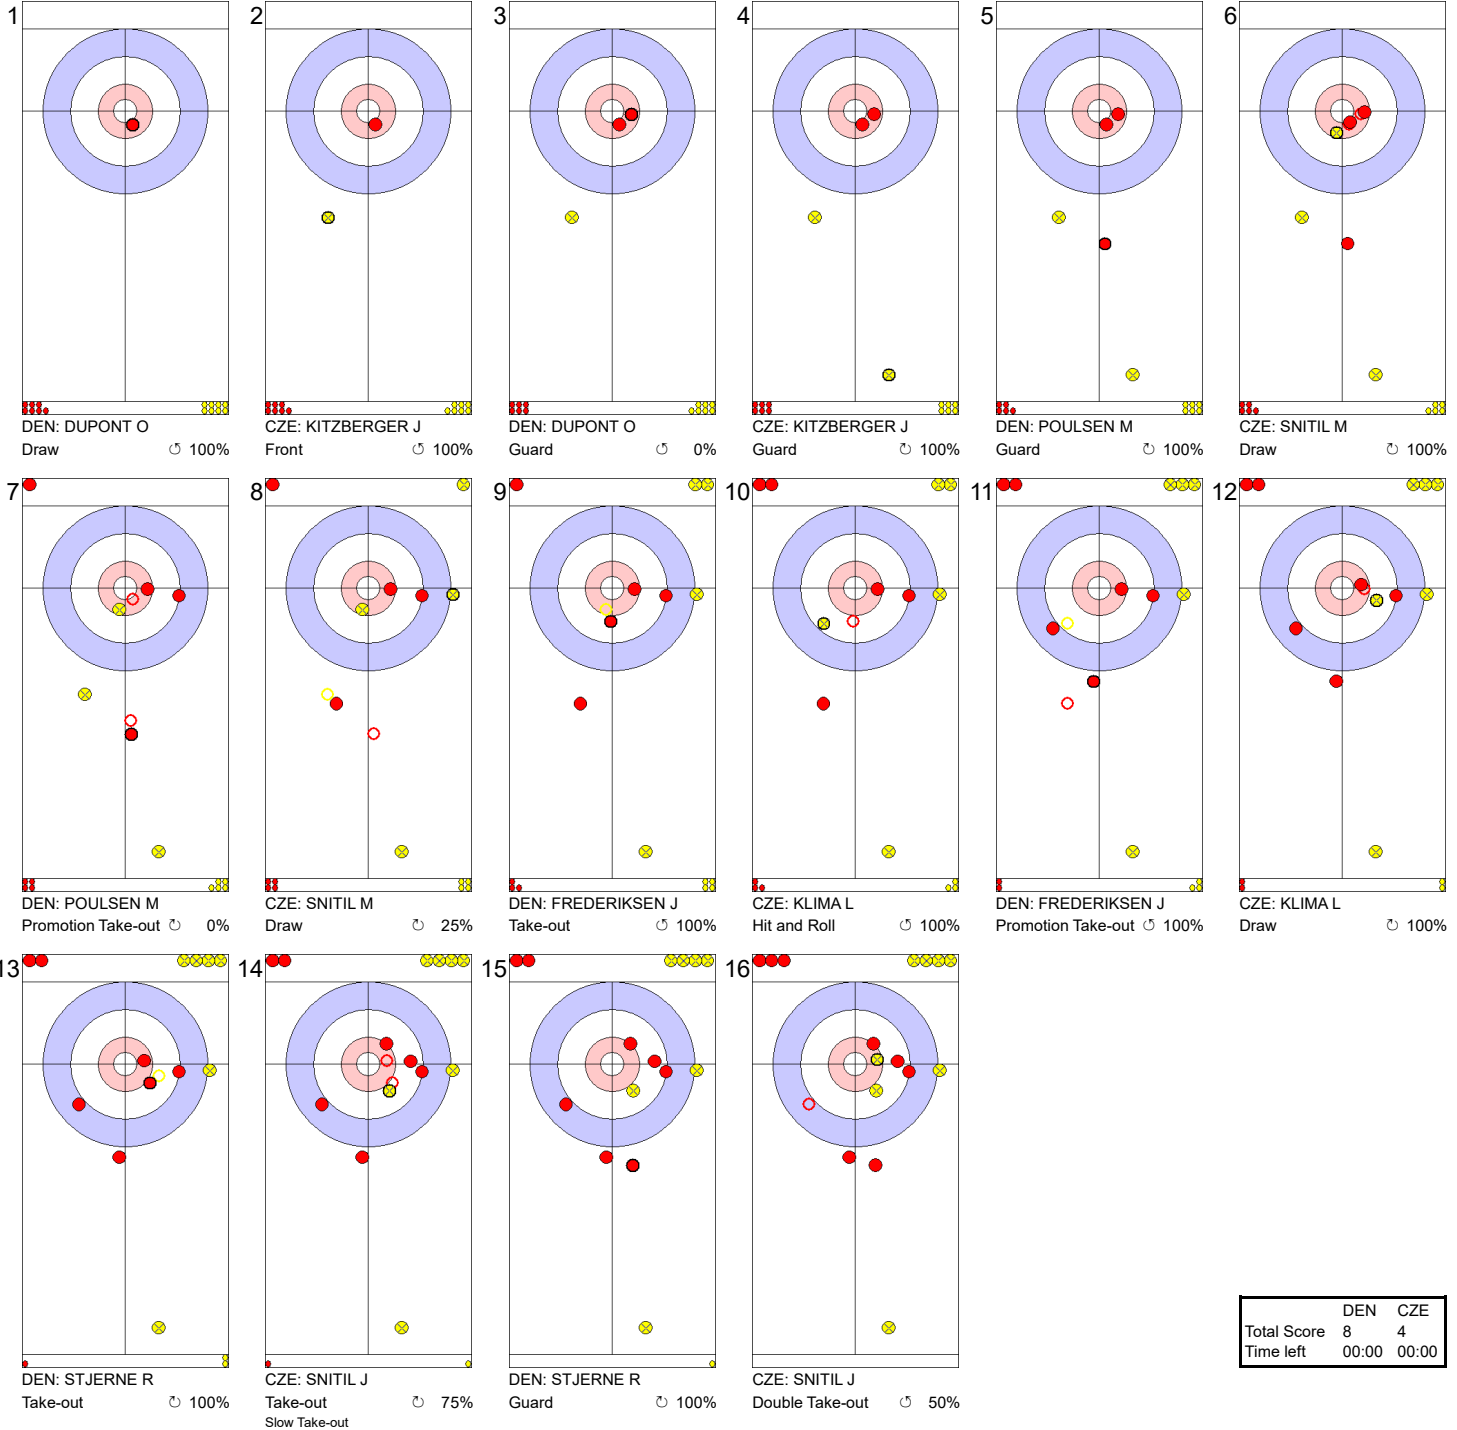 1 2 3 4 5 6
DEN: DUPONT O CZE: KITZBERGER J DEN: DUPONT O CZE: KITZBERGER J DEN: POULSEN M CZE: SNITIL M
Draw ↺ 100% Front ↺ 100% Guard ↺ 0% Guard ↻ 100% Guard ↻ 100% Draw ↻ 100%
7 8 9 10 11 12
DEN: POULSEN M CZE: SNITIL M DEN: FREDERIKSEN J CZE: KLIMA L DEN: FREDERIKSEN J CZE: KLIMA L
Promotion Take-out ↻ 0% Draw ↻ 25% Take-out ↻ 100% Hit and Roll ↺ 100% Promotion Take-out ↺ 100% Draw ↻ 100%
13 14 15 16
DEN: STJERNE R CZE: SNITIL J DEN: STJERNE R CZE: SNITIL J
Take-out ↻ 100% Take-out ↻ 75% Guard ↻ 100% Double Take-out ↺ 50%
Slow Take-out
DEN CZE
Total Score 8 4
Time left 00:00 00:00